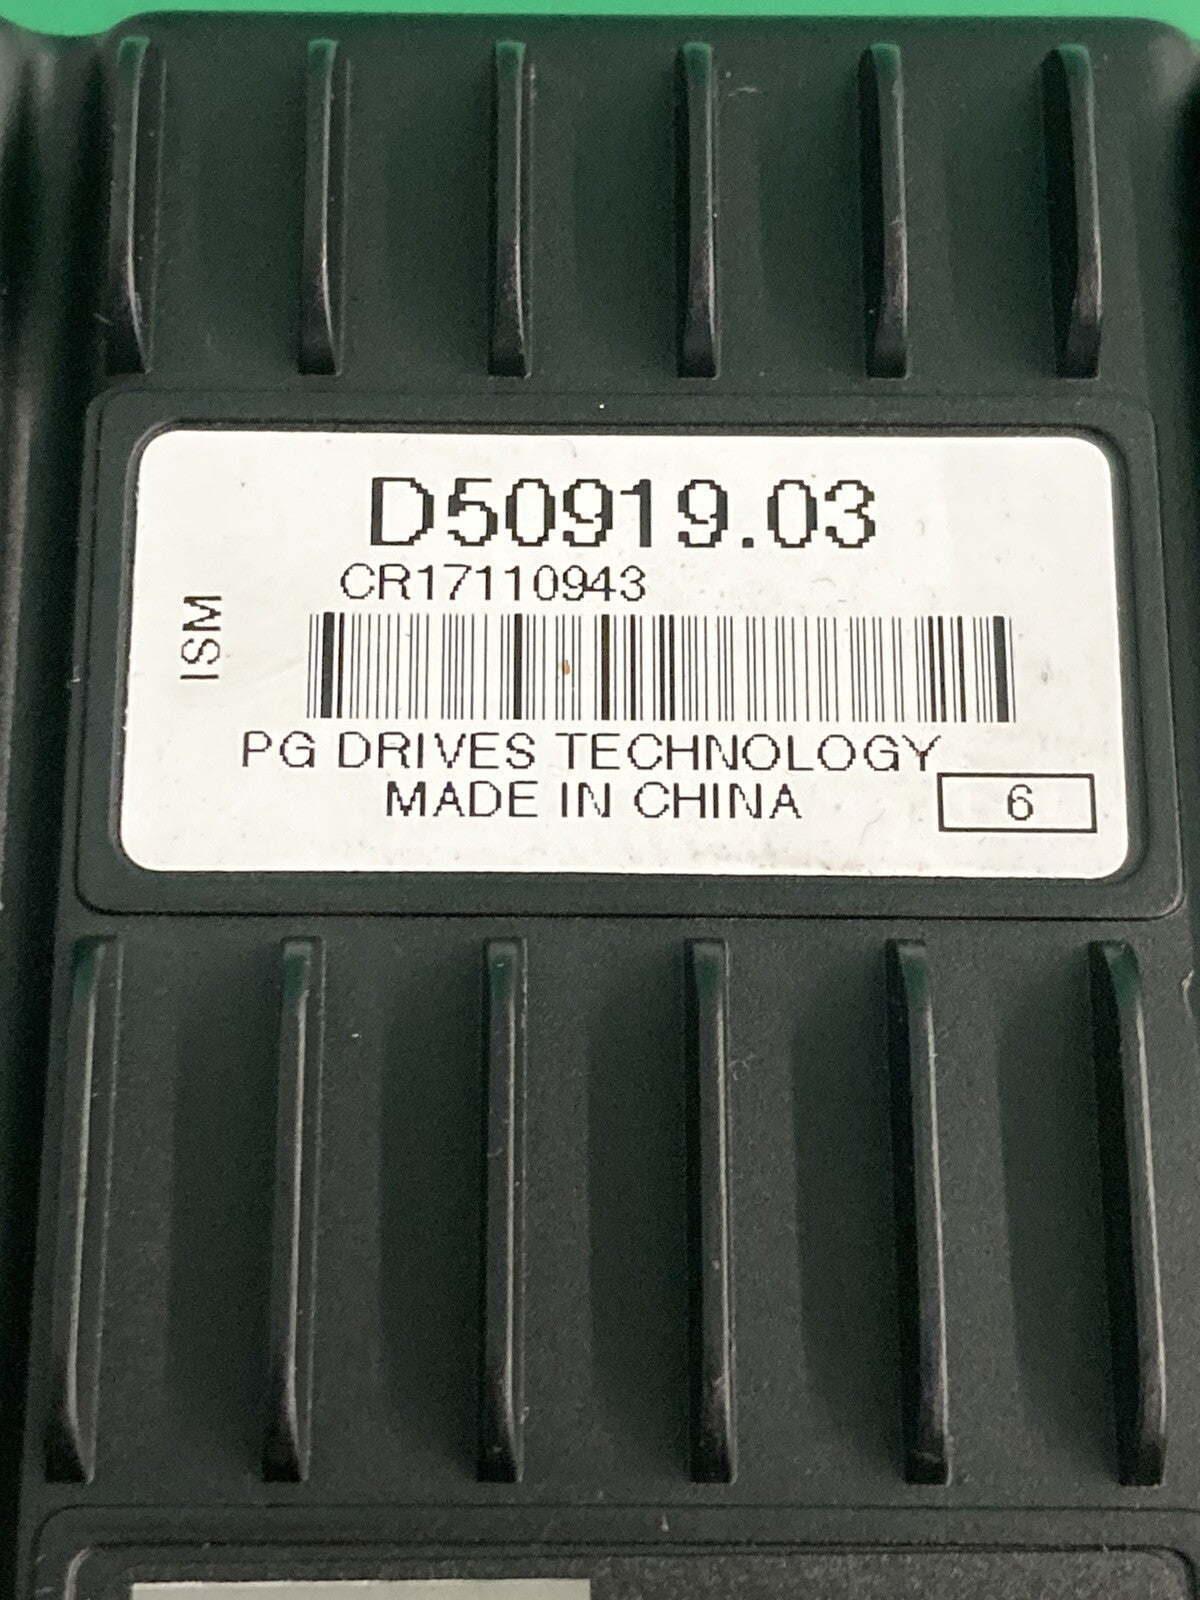 D50919.03
CR17110943
ISM
PG DRIVES TECHNOLOGY
MADE IN CHINA
6